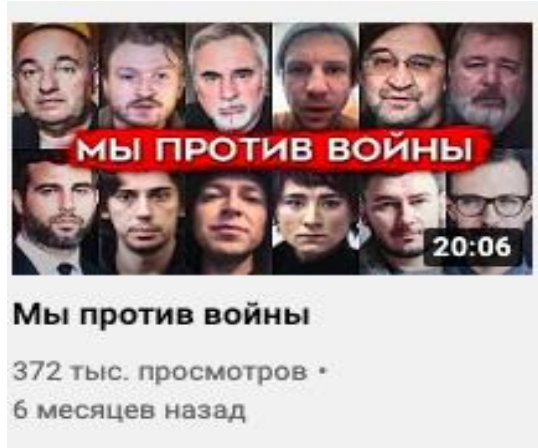 МЫ ПРОТИВ ВОЙНЫ
20:06
Мы против войны
372 тыс. просмотров •
6 месяцев назад